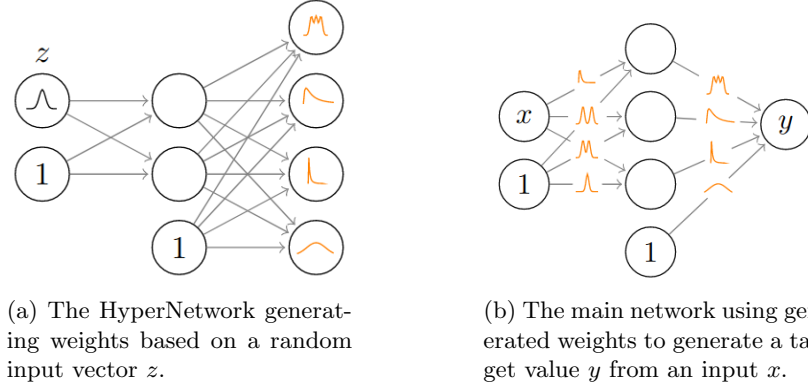 z
1
1
x
1
1
y
(a) The HyperNetwork generat-
ing weights based on a random
input vector z.
(b) The main network using gen
erated weights to generate a ta
get value y from an input x.